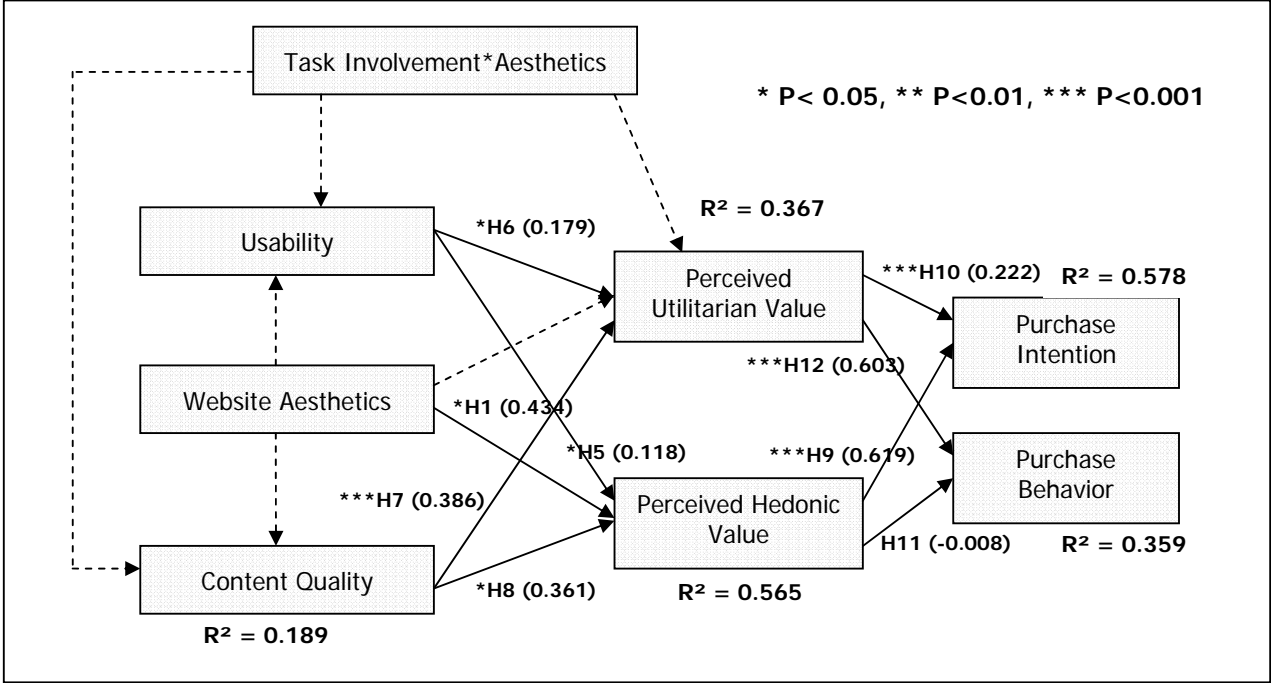 Task Involvement*Aesthetics
* P< 0.05, ** P<0.01, *** P<0.001
R² = 0.367
Usability
*H6 (0.179)
Perceived
Utilitarian Value
***H10 (0.222)
R² = 0.578
Purchase
Intention
***H12 (0.603)
Website Aesthetics
*H1 (0.434)
*H5 (0.118)
***H9 (0.619)
Purchase
Behavior
***H7 (0.386)
Perceived Hedonic
Value
H11 (-0.008)
R² = 0.359
Content Quality
*H8 (0.361)
R² = 0.565
R² = 0.189